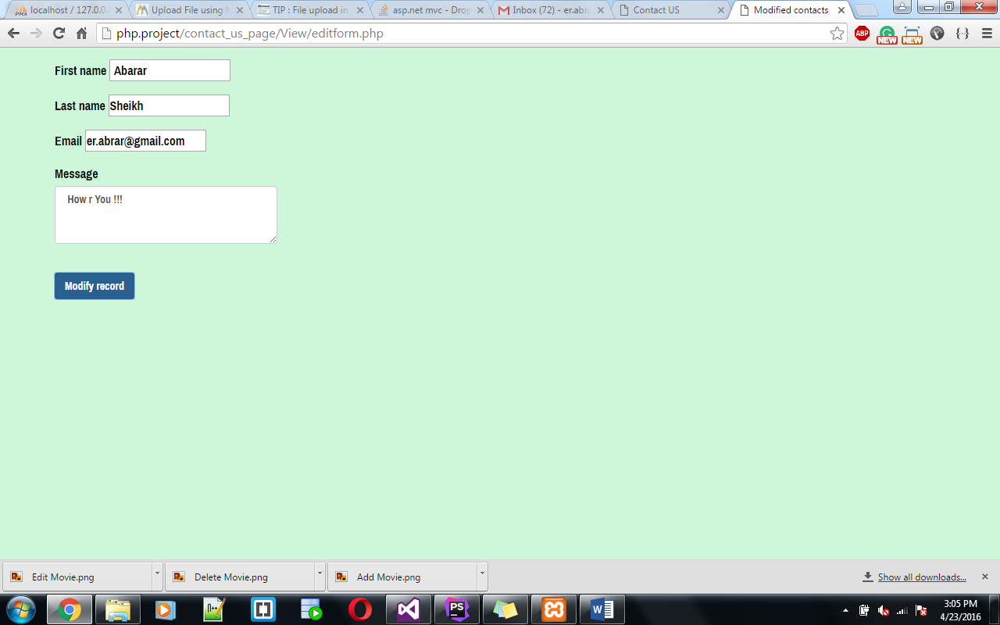 localhost / 127.0.0.
Upload File using
TIP : File upload in
asp.net mvc - Drop
Inbox (72) - er.abra
Contact US
Modified contacts
php.project/contact_us_page/View/editform.php
ABP
NEW
NEW
First name Abarar
Last name Sheikh
Email er.abrar@gmail.com
Message
How r You !!!
Modify record
Edit Movie.png
Delete Movie.png
Add Movie.png
Show all downloads...
PS
3:05 PM
4/23/2016